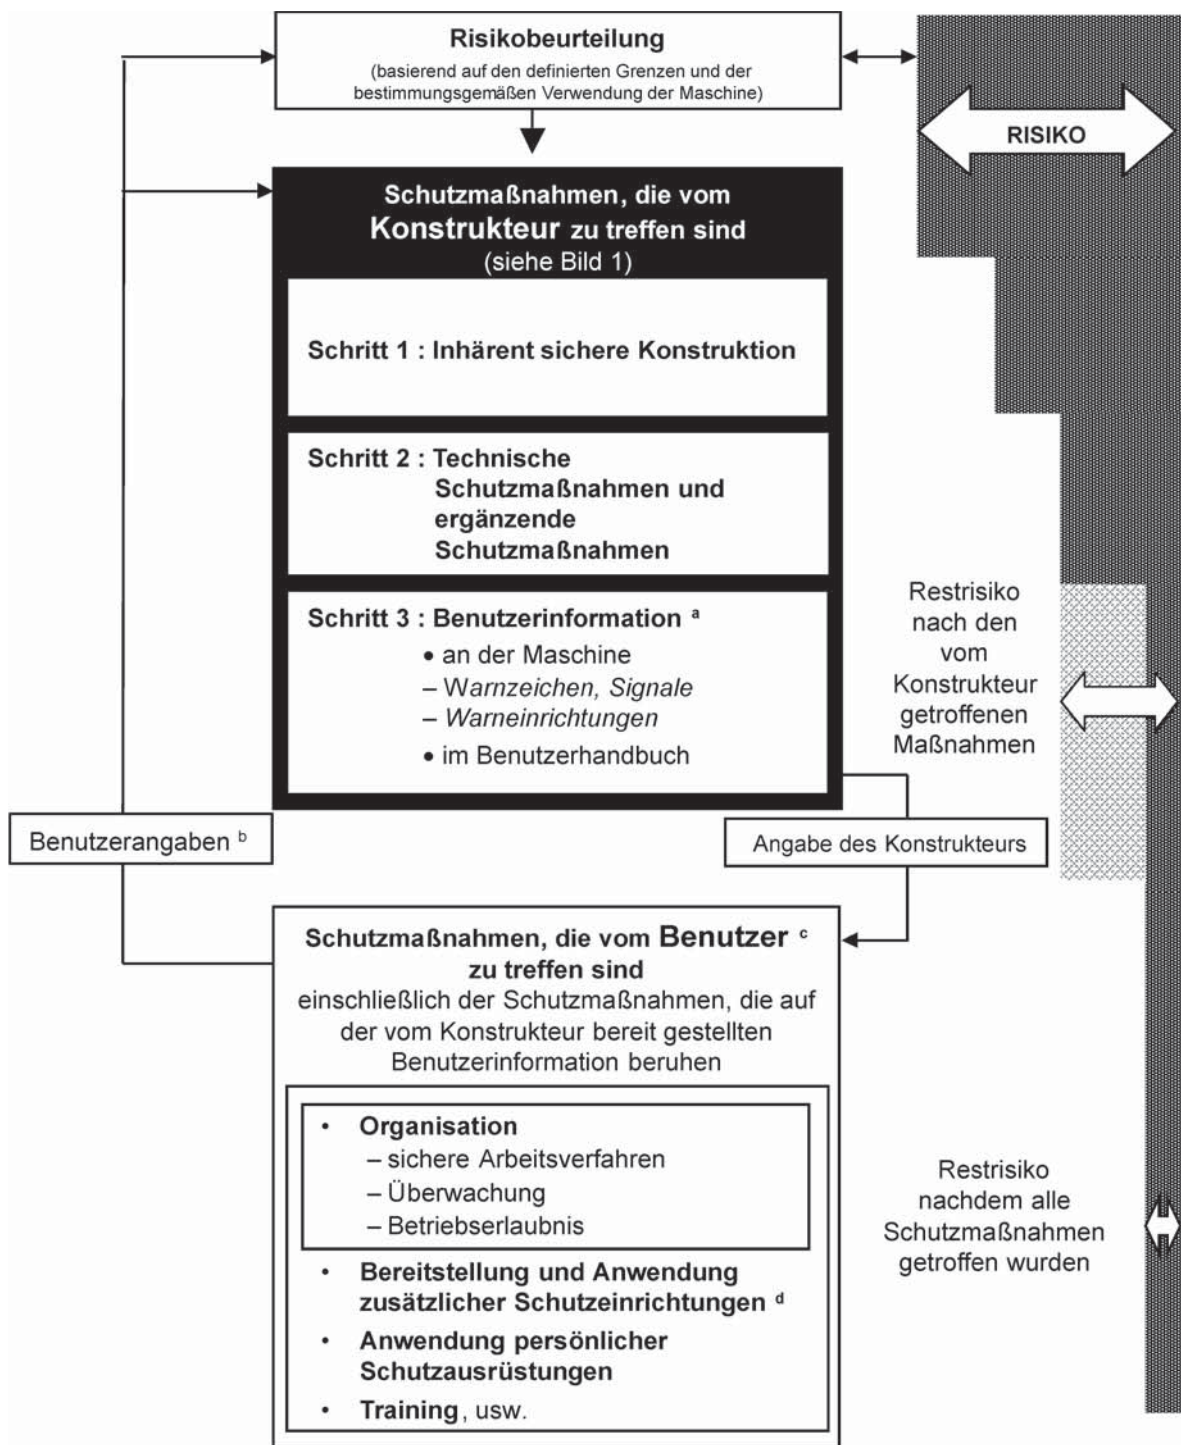 Risikobeurteilung
(basierend auf den definierten Grenzen und der
bestimmungsgemäßen Verwendung der Maschine)
RISIKO
Schutzmaßnahmen, die vom
Konstrukteur zu treffen sind
(siehe Bild 1)
Schritt 1 : Inhärent sichere Konstruktion
Schritt 2 : Technische
Schutzmaßnahmen und
ergänzende
Schutzmaßnahmen
Schritt 3 : Benutzerinformation a
• an der Maschine
– Warnzeichen, Signale
– Warneinrichtungen
• im Benutzerhandbuch
Restrisiko
nach den
vom
Konstrukteur
getroffenen
Maßnahmen
Benutzerangaben b
Angabe des Konstrukteurs
Schutzmaßnahmen, die vom Benutzer c
zu treffen sind
einschließlich der Schutzmaßnahmen, die auf
der vom Konstrukteur bereit gestellten
Benutzerinformation beruhen
• Organisation
– sichere Arbeitsverfahren
– Überwachung
– Betriebserlaubnis
• Bereitstellung und Anwendung
zusätzlicher Schutzeinrichtungen d
• Anwendung persönlicher
Schutzausrüstungen
• Training, usw.
Restrisiko
nachdem alle
Schutzmaßnahmen
getroffen wurden